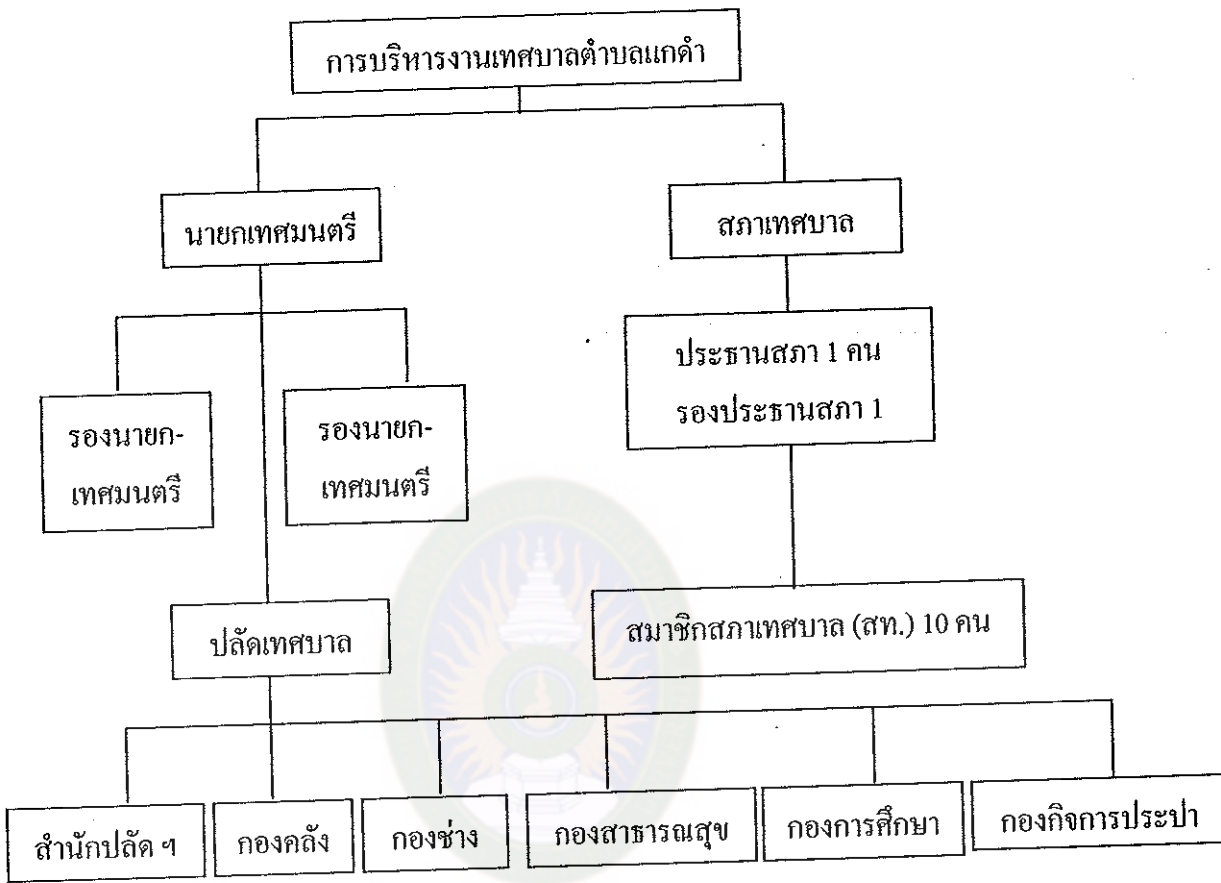 การบริหารงานเทศบาลตำบลแกดำ
นายกเทศมนตรี
สภาเทศบาล
ประธานสภา 1 คน
รองประธานสภา 1
รองนายก-
เทศมนตรี
รองนายก-
เทศมนตรี
ปลัดเทศบาล
สมาชิกสภาเทศบาล (สท.) 10 คน
สำนักปลัด ฯ
กองคลัง
กองช่าง
กองสาธารณสุข
กองการศึกษา
กองกิจการประปา